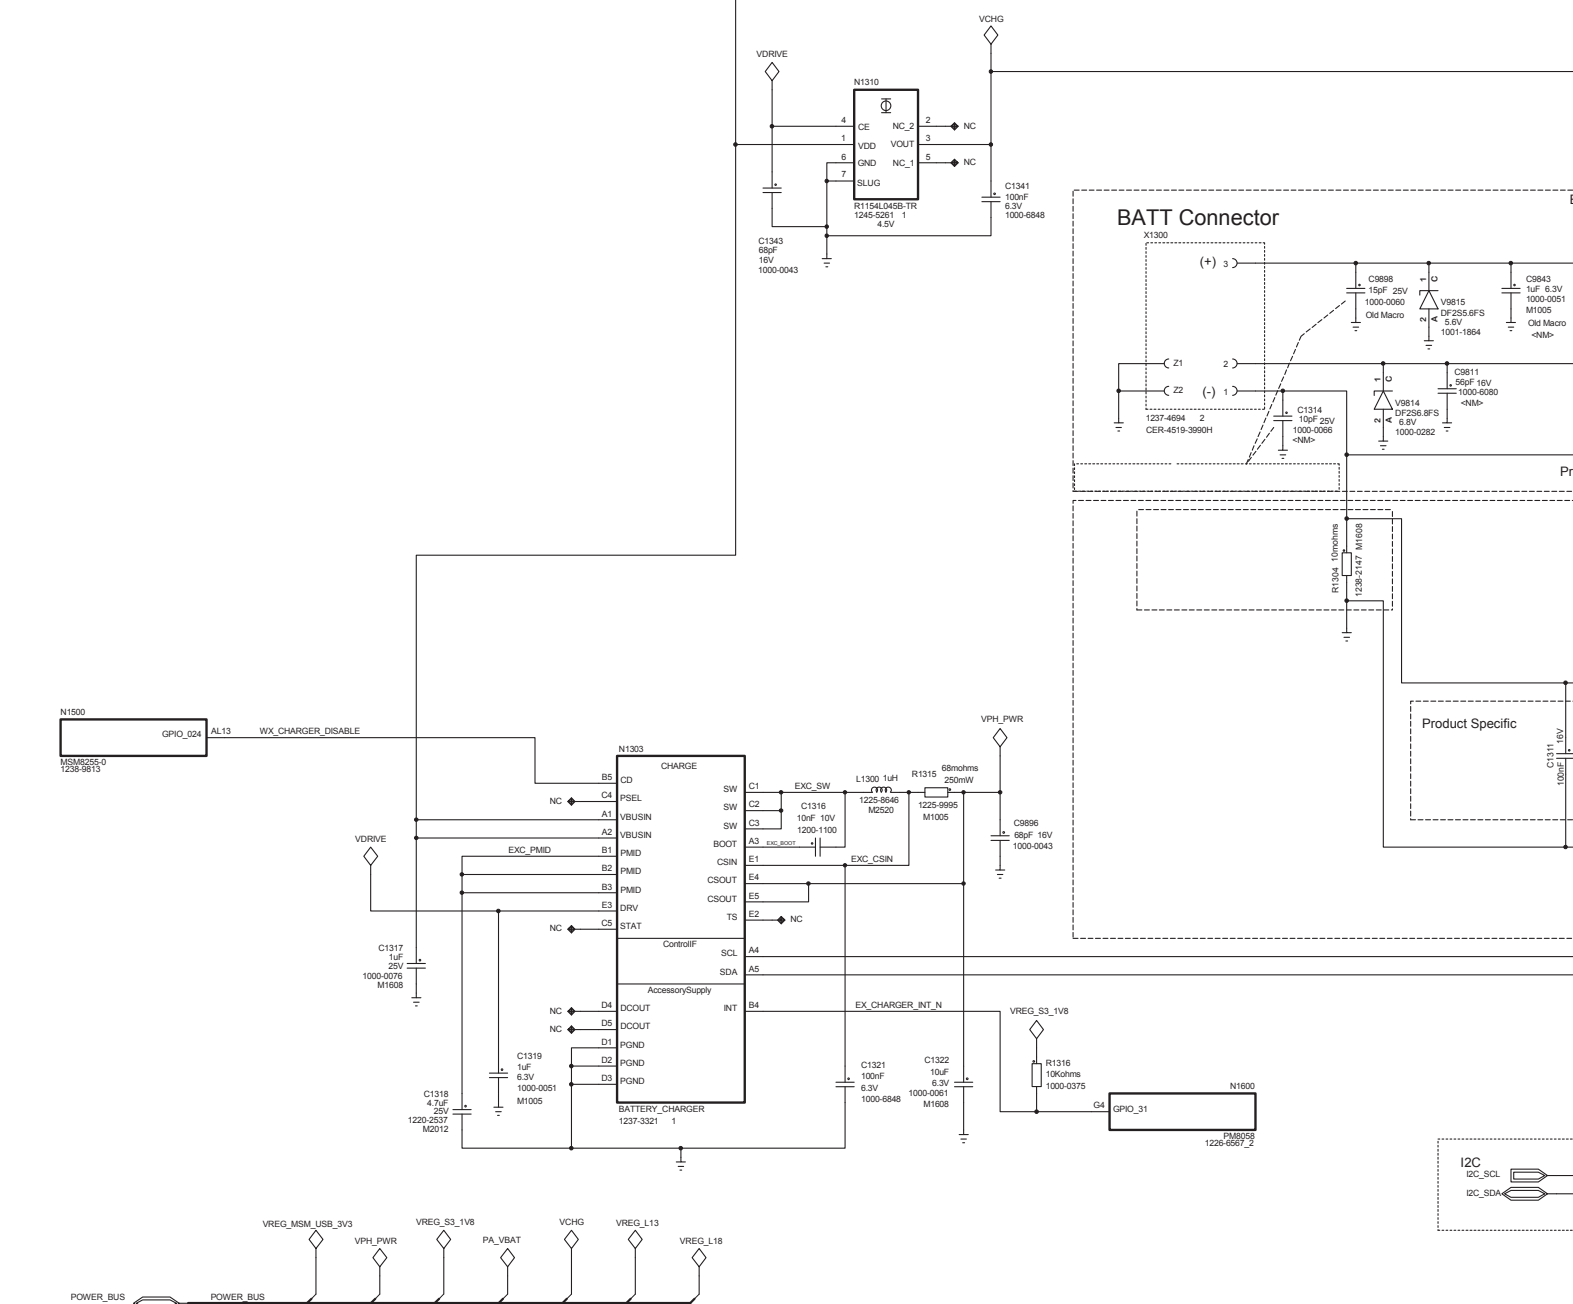 VCHG
VDRIVE
N1310
4 CE NC_2 2 NC
1 VDD VOUT 3
6 GND NC_1 5 NC
7 SLUG
R1154L045B-TR
1245-5261 1
4.5V
C1341
100nF
6.3V
1000-6848
C1343
68pF
16V
1000-0043
BATT Connector
X1300
(+) 3
Z1 2
Z2 (-) 1
1237-4694 2
CER-4519-3990H
C9898
15pF 25V
1000-0060
Old Macro
1 C
V9815
DF2S5.6FS
5.6V
1001-1864
2 A
C9843
1uF 6.3V
1000-0051
M1005
Old Macro
<NM>
C1314
10pF 25V
1000-0066
<NM>
1 C
V9814
DF2S6.8FS
6.8V
1000-0282
2 A
C9811
56pF 16V
1000-6080
<NM>
Pr
R1304 10mohms
1238-2147 M1608
Product Specific
C1311 16V
100nF
N1500
GPIO_024 AL13 WX_CHARGER_DISABLE
MSM8255-0
1238-9813
N1303
CHARGE
B5 CD
NC C4 PSEL
A1 VBUSIN
A2 VBUSIN
EXC_PMID B1 PMID
B2 PMID
B3 PMID
E3 DRV
NC C5 STAT
VDRIVE
SW C1 EXC_SW
SW C2
SW C3
BOOT A3 EXC_BOOT
CSIN E1 EXC_CSIN
CSOUT E4
CSOUT E5
TS E2 NC
ControlIF
SCL A4
SDA A5
AccessorySupply
NC D4 DCOUT
NC D5 DCOUT
D1 PGND
D2 PGND
D3 PGND
INT B4 EX_CHARGER_INT_N
BATTERY_CHARGER
1237-3321 1
C1316
10nF 10V
1200-1100
L1300 1uH
1225-8646
M2520
R1315 68mohms
250mW
1225-9995
M1005
VPH_PWR
C9896
68pF 16V
1000-0043
C1317
1uF
25V
1000-0076
M1608
C1318
4.7uF
25V
1220-2537
M2012
C1319
1uF
6.3V
1000-0051
M1005
C1321
100nF
6.3V
1000-6848
C1322
10uF
6.3V
1000-0061
M1608
VREG_S3_1V8
R1316
10Kohms
1000-0375
N1600
G4 GPIO_31
PM8058
1226-6567_2
I2C
I2C_SCL
I2C_SDA
VREG_MSM_USB_3V3
VPH_PWR
VREG_S3_1V8
PA_VBAT
VCHG
VREG_L13
VREG_L18
POWER_BUS POWER_BUS